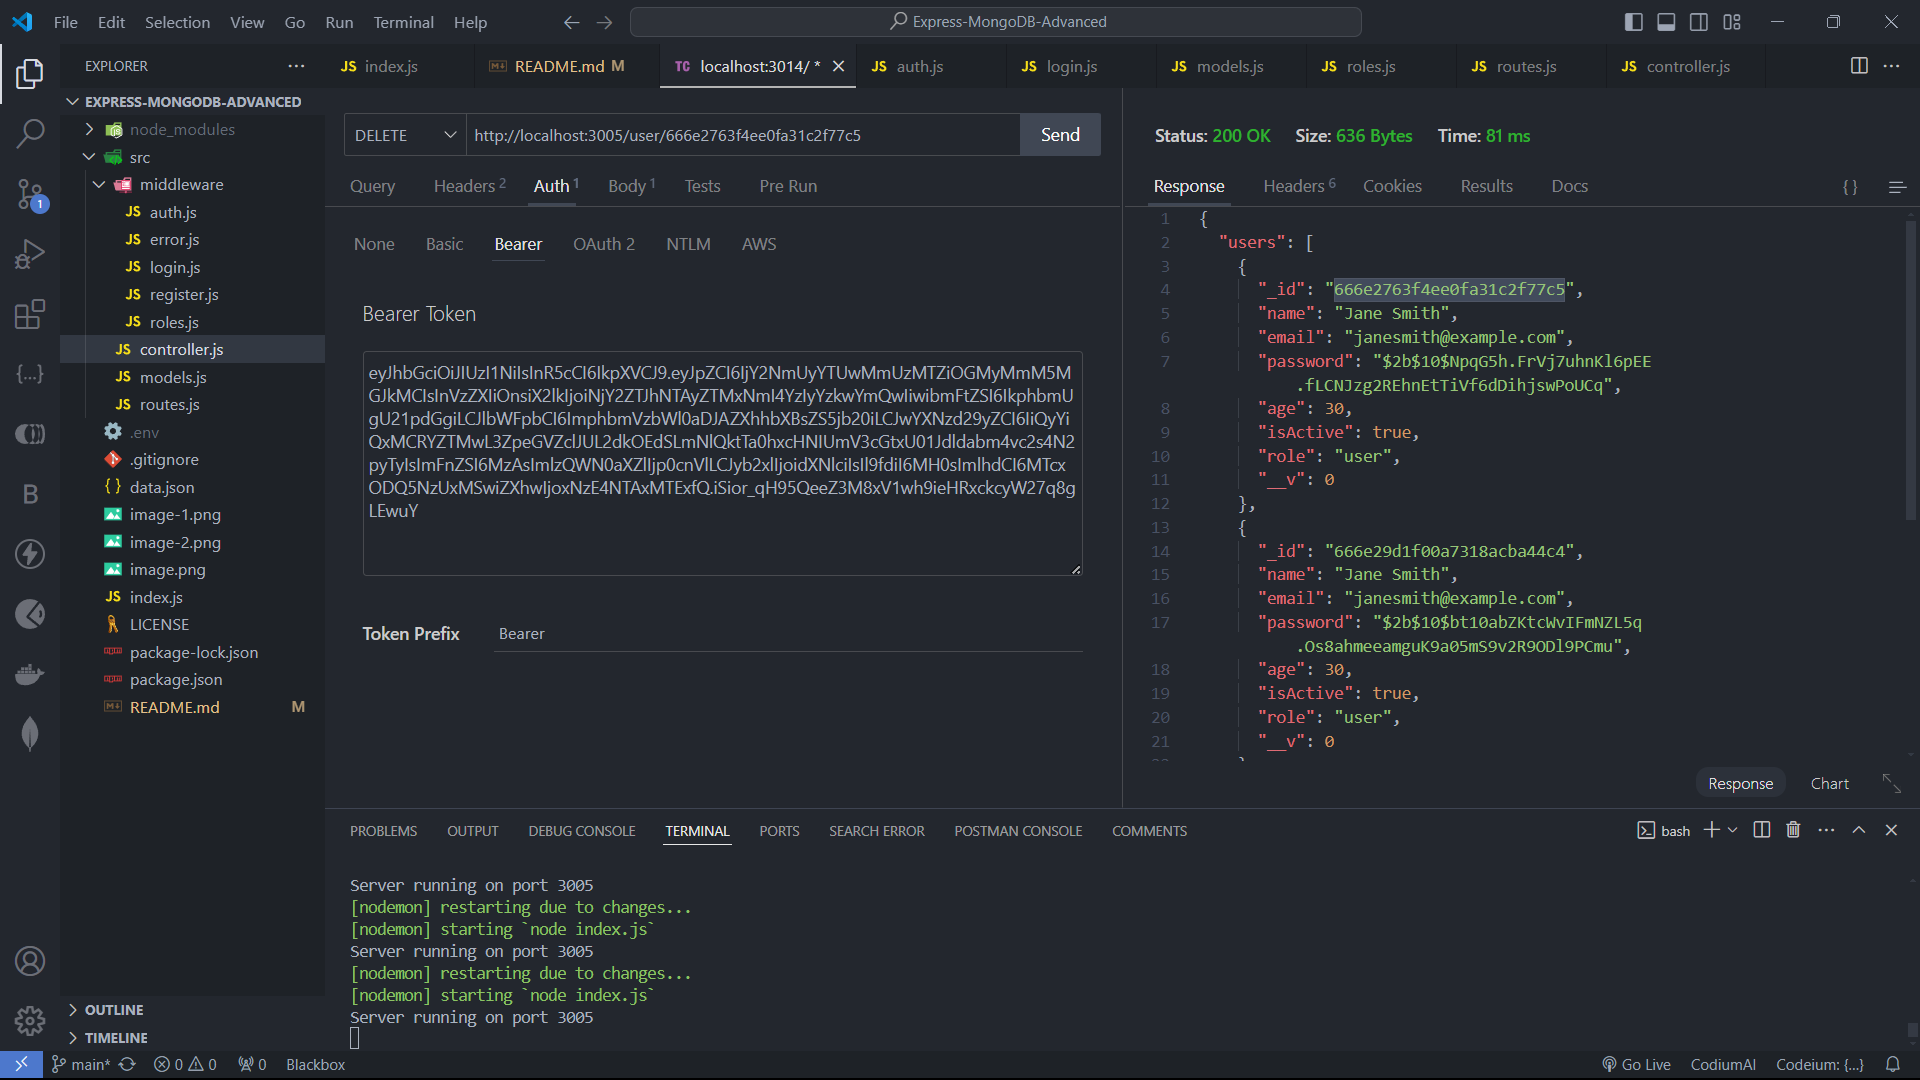 File Edit Selection View Go Run Terminal Help
Express-MongoDB-Advanced
EXPLORER
JS index.js
README.md M
TC localhost:3014/ *
JS auth.js
JS login.js
JS models.js
JS roles.js
JS routes.js
JS controller.js
EXPRESS-MONGODB-ADVANCED
node_modules
src
middleware
JS auth.js
JS error.js
JS login.js
JS register.js
JS roles.js
JS controller.js
JS models.js
JS routes.js
.env
.gitignore
data.json
image-1.png
image-2.png
image.png
JS index.js
LICENSE
package-lock.json
package.json
README.md M
OUTLINE
TIMELINE
1
B
DELETE http://localhost:3005/user/666e2763f4ee0fa31c2f77c5 Send
Query Headers 2 Auth 1 Body 1 Tests Pre Run
None Basic Bearer OAuth 2 NTLM AWS
Bearer Token
Token Prefix Bearer
Status: 200 OK Size: 636 Bytes Time: 81 ms
Response Headers 6 Cookies Results Docs
{ }
1 {
2 "users": [
3 {
4 "_id": "666e2763f4ee0fa31c2f77c5",
5 "name": "Jane Smith",
6 "email": "janesmith@example.com",
7 "password": "$2b$10$NpqG5h.FrVj7uhnKl6pEE
.fLCNJzg2REhnEtTiVf6dDihjswPoUCq",
8 "age": 30,
9 "isActive": true,
10 "role": "user",
11 "__v": 0
12 },
13 {
14 "_id": "666e29d1f00a7318acba44c4",
15 "name": "Jane Smith",
16 "email": "janesmith@example.com",
17 "password": "$2b$10$bt10abZKtcWvIFmNZL5q
.Os8ahmeeamguK9a05mS9v2R9ODl9PCmu",
18 "age": 30,
19 "isActive": true,
20 "role": "user",
21 "__v": 0
Response Chart
PROBLEMS OUTPUT DEBUG CONSOLE TERMINAL PORTS SEARCH ERROR POSTMAN CONSOLE COMMENTS
bash
Server running on port 3005
[nodemon] restarting due to changes...
[nodemon] starting `node index.js`
Server running on port 3005
[nodemon] restarting due to changes...
[nodemon] starting `node index.js`
Server running on port 3005
main* 0 0 0 Blackbox
Go Live CodiumAI Codeium: {...}